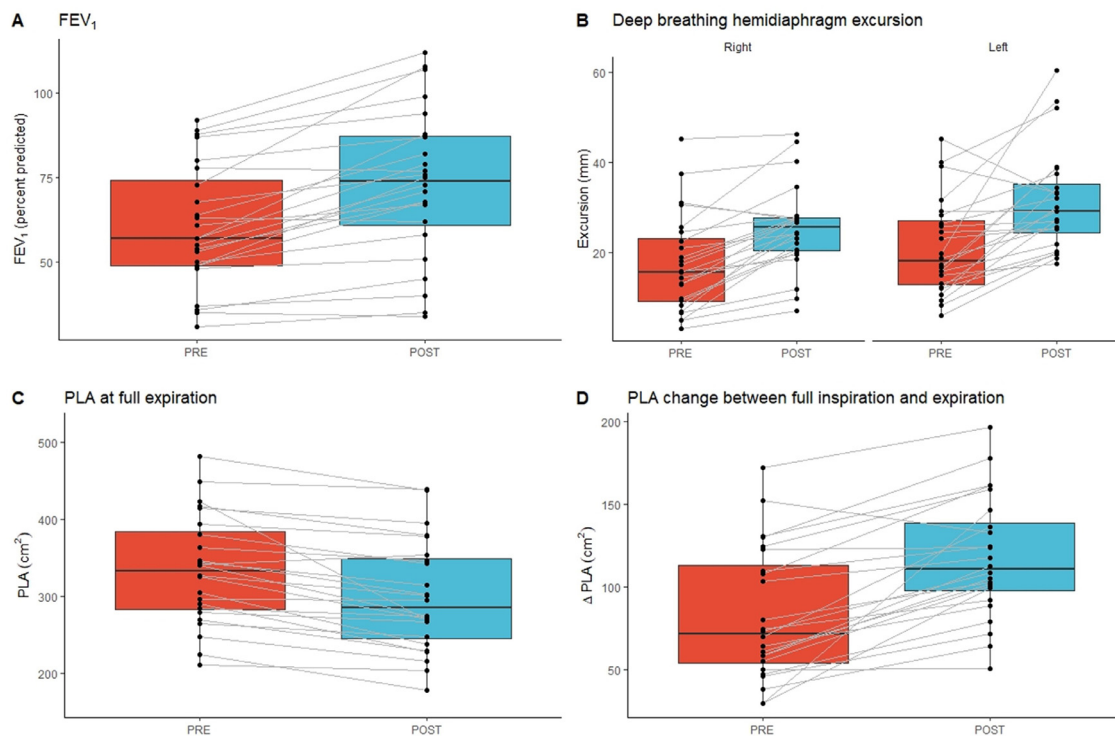 A FEV₁
FEV₁ (percent predicted)
100
75
50
PRE
POST
B Deep breathing hemidiaphragm excursion
Right
Left
Excursion (mm)
60
40
20
PRE
POST
PRE
POST
C PLA at full expiration
PLA (cm²)
500
400
300
200
PRE
POST
D PLA change between full inspiration and expiration
Δ PLA (cm²)
200
150
100
50
PRE
POST